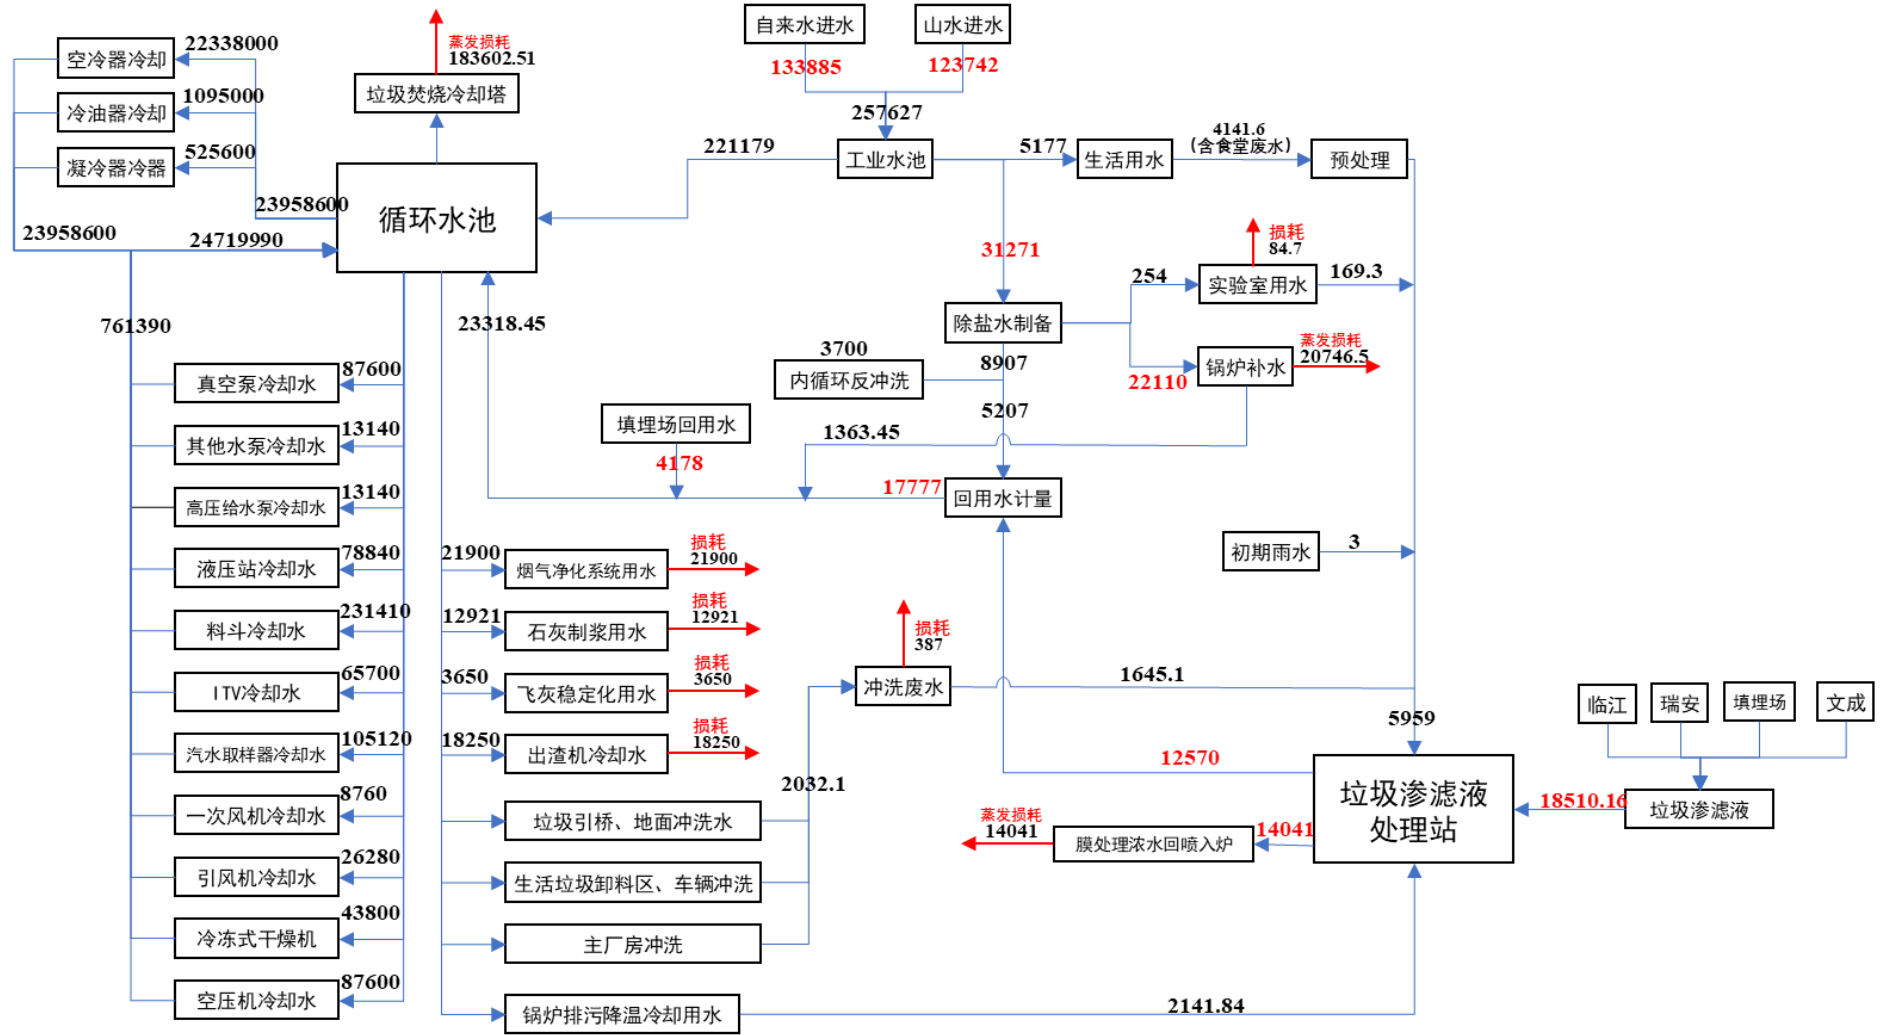 自来水进水
山水进水
133885
123742
257627
工业水池
221179
5177
生活用水
4141.6
(含食堂废水)
预处理
蒸发损耗
183602.51
垃圾焚烧冷却塔
循环水池
空冷器冷却
22338000
冷油器冷却
1095000
凝冷器冷器
525600
23958600
23958600
24719990
761390
31271
除盐水制备
254
实验室用水
损耗
84.7
169.3
22110
锅炉补水
蒸发损耗
20746.5
3700
内循环反冲洗
8907
5207
1363.45
23318.45
填埋场回用水
4178
17777
回用水计量
初期雨水
3
真空泵冷却水
87600
其他水泵冷却水
13140
高压给水泵冷却水
13140
液压站冷却水
78840
料斗冷却水
231410
ITV冷却水
65700
汽水取样器冷却水
105120
一次风机冷却水
8760
引风机冷却水
26280
冷冻式干燥机
43800
空压机冷却水
87600
21900
烟气净化系统用水
损耗
21900
12921
石灰制浆用水
损耗
12921
3650
飞灰稳定化用水
损耗
3650
18250
出渣机冷却水
损耗
18250
垃圾引桥、地面冲洗水
生活垃圾卸料区、车辆冲洗
主厂房冲洗
2032.1
冲洗废水
损耗
387
1645.1
5959
锅炉排污降温冷却用水
2141.84
12570
垃圾渗滤液
处理站
14041
膜处理浓水回喷入炉
蒸发损耗
14041
临江
瑞安
填埋场
文成
18510.16
垃圾渗滤液